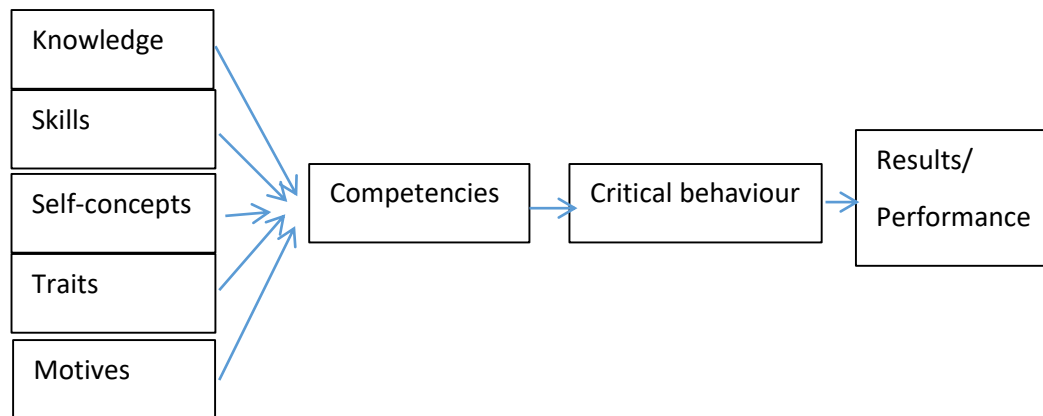 Knowledge
Skills
Self-concepts
Traits
Motives
Competencies
Critical behaviour
Results/
Performance